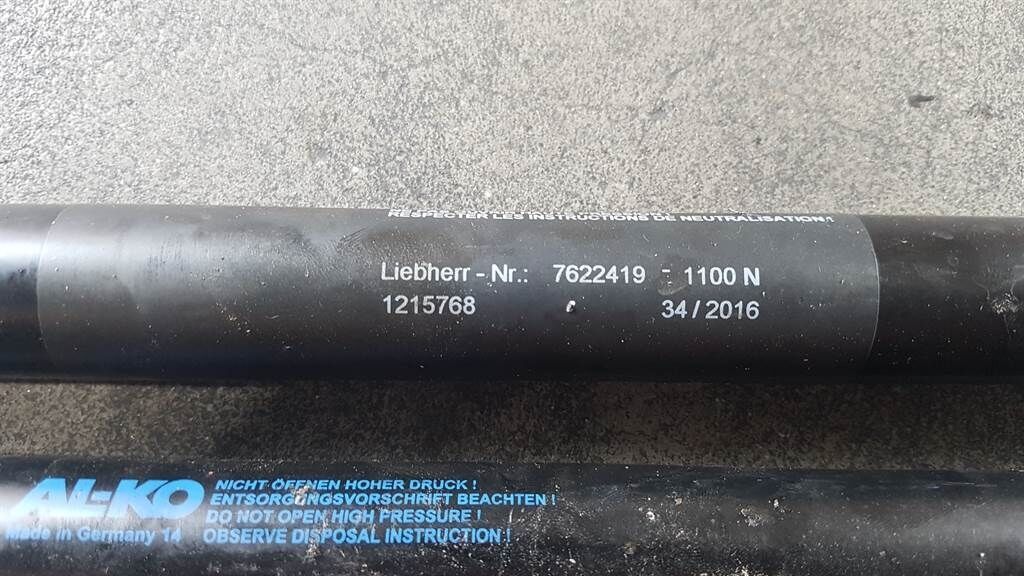 RESPECTER LES INSTRUCTIONS DE NEUTRALISATION !
Liebherr - Nr.: 7622419 - 1100 N
1215768 34 / 2016
AL-KO
NICHT ÖFFNEN HOHER DRUCK !
ENTSORGUNGSVORSCHRIFT BEACHTEN !
DO NOT OPEN HIGH PRESSURE !
Made in Germany 14 OBSERVE DISPOSAL INSTRUCTION !